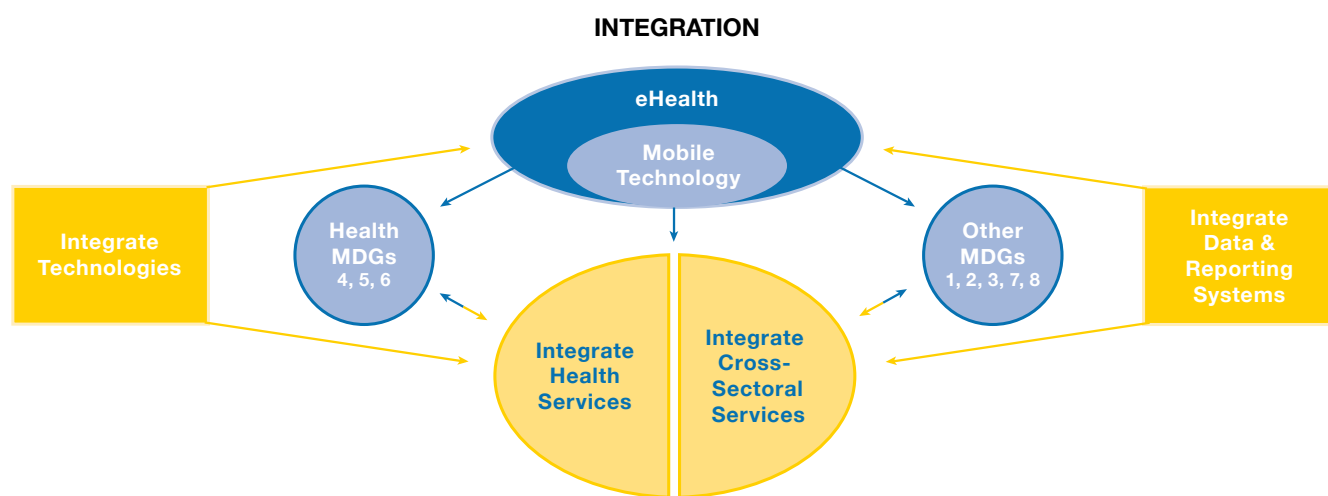 INTEGRATION
eHealth
Mobile
Technology
Integrate
Technologies
Health
MDGs
4, 5, 6
Other
MDGs
1, 2, 3, 7, 8
Integrate
Data &
Reporting
Systems
Integrate
Health
Services
Integrate
Cross-
Sectoral
Services